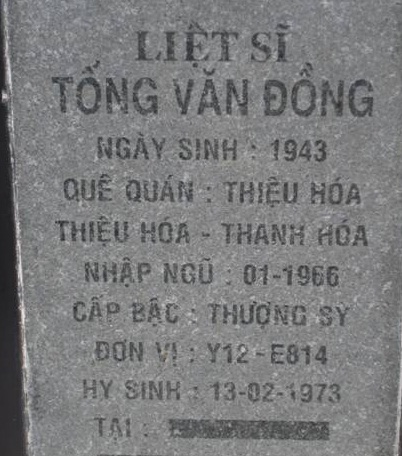 LIỆT SĨ
TỐNG VĂN ĐỒNG
NGÀY SINH : 1943
QUÊ QUÁN : THIỆU HÓA
THIỆU HÓA - THANH HÓA
NHẬP NGŨ : 01-1966
CẤP BẬC : THƯỢNG SY
ĐƠN VỊ : Y12-E814
HY SINH : 13-02-1973
TẠI :